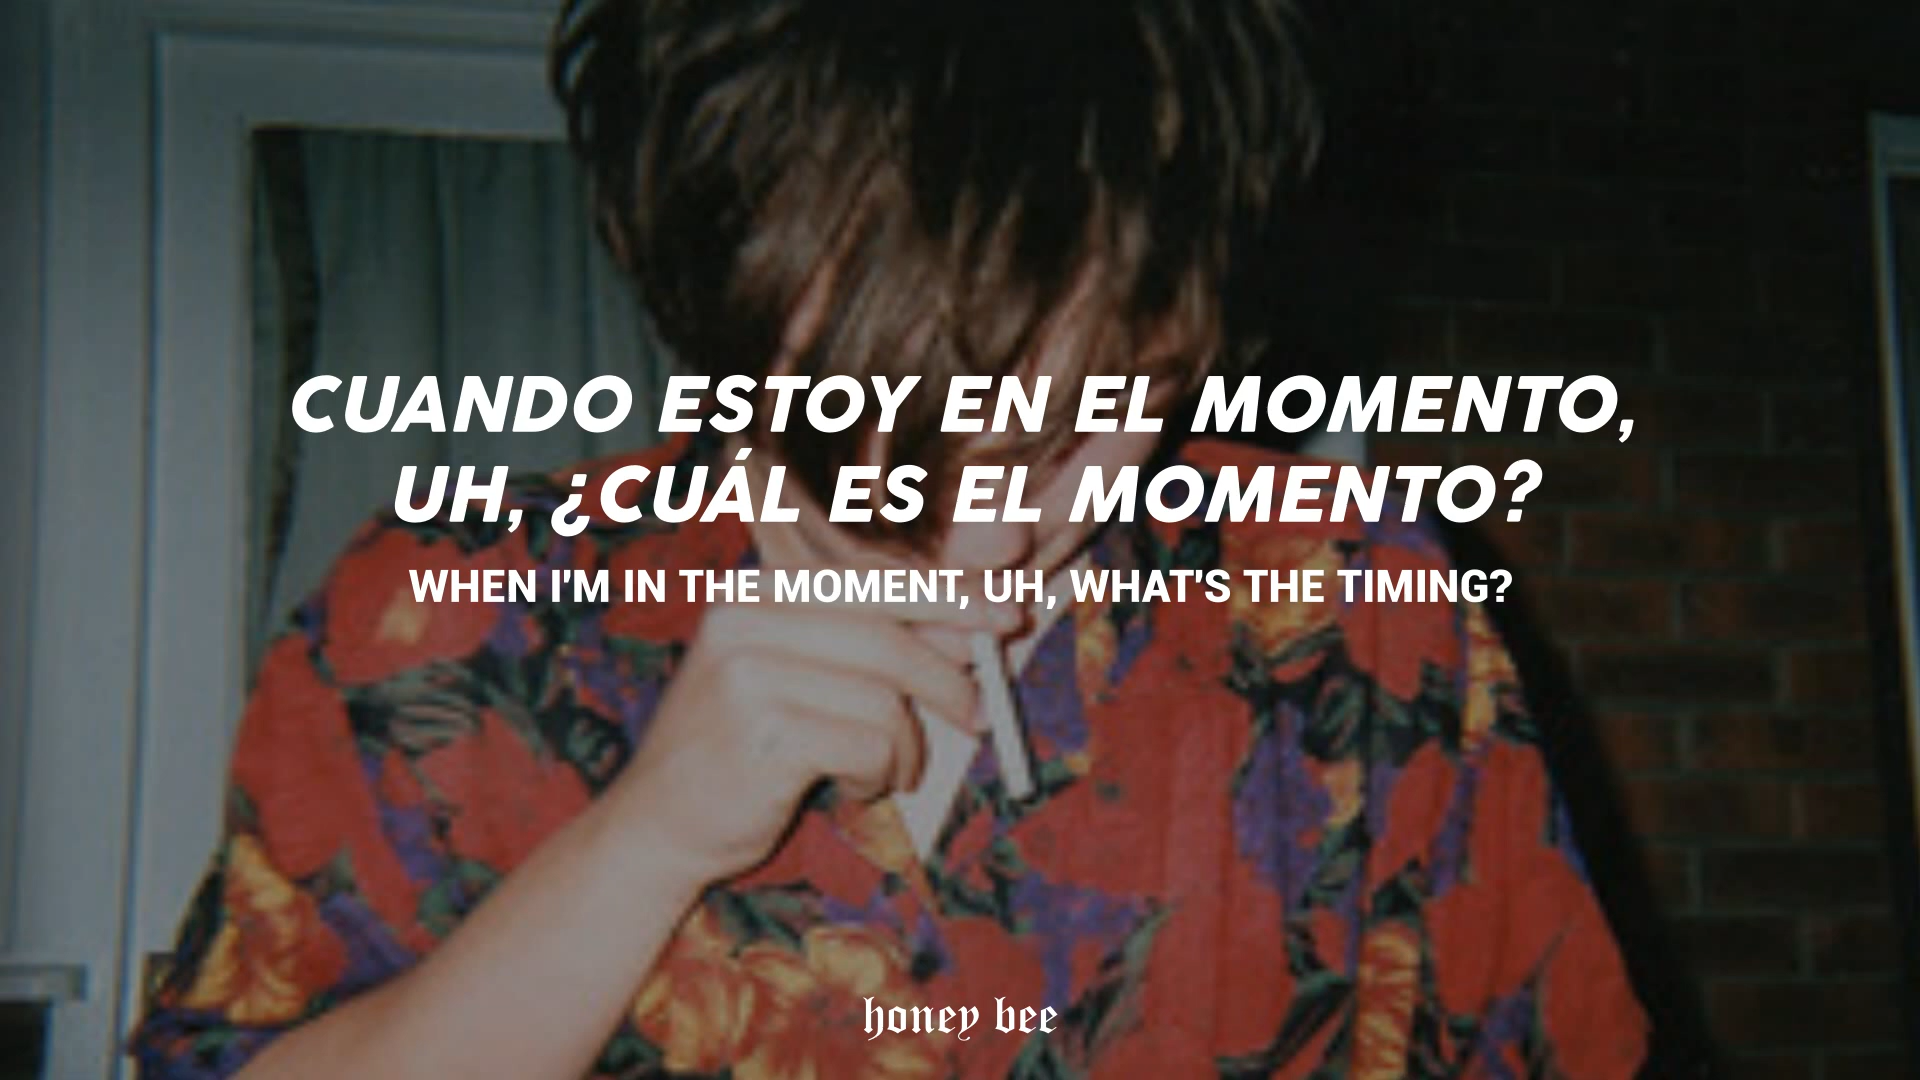 CUANDO ESTOY EN EL MOMENTO,
UH, ¿CUÁL ES EL MOMENTO?
WHEN I'M IN THE MOMENT, UH, WHAT'S THE TIMING?
honey bee